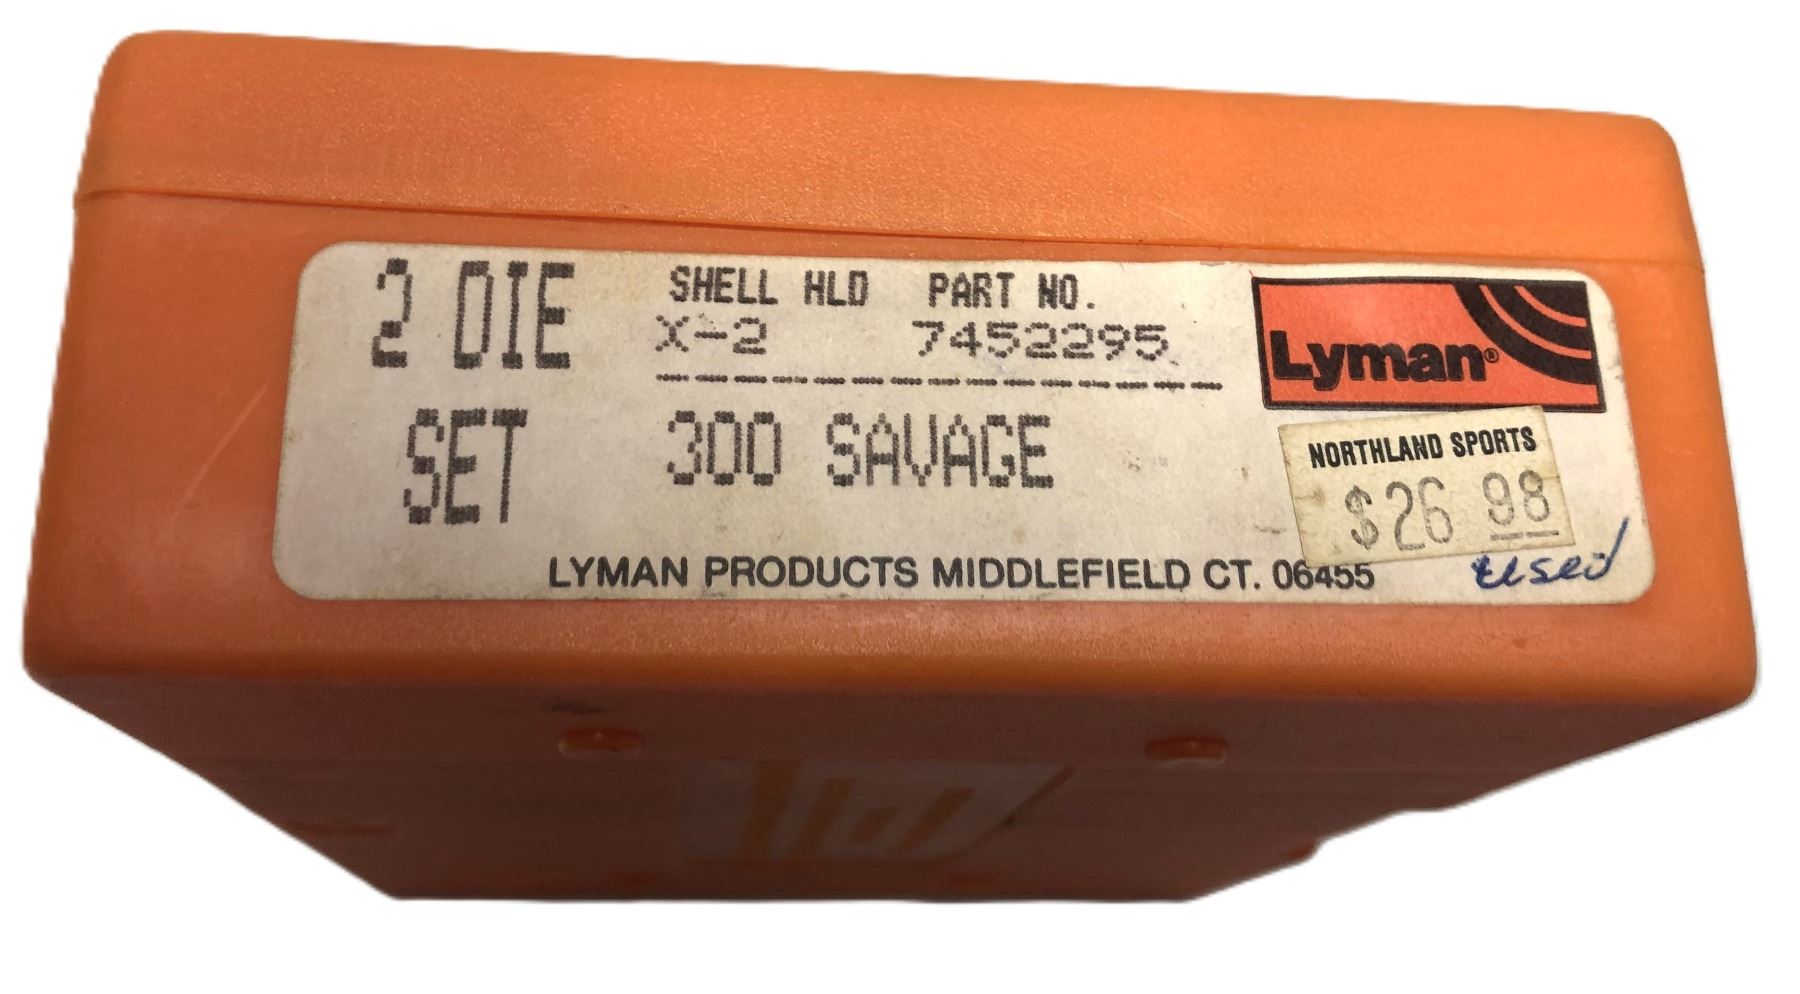 2 DIE
SET
SHELL HLD PART NO.
X-2 7452295
300 SAVAGE
Lyman®
NORTHLAND SPORTS
$26 98
used
LYMAN PRODUCTS MIDDLEFIELD CT. 06455